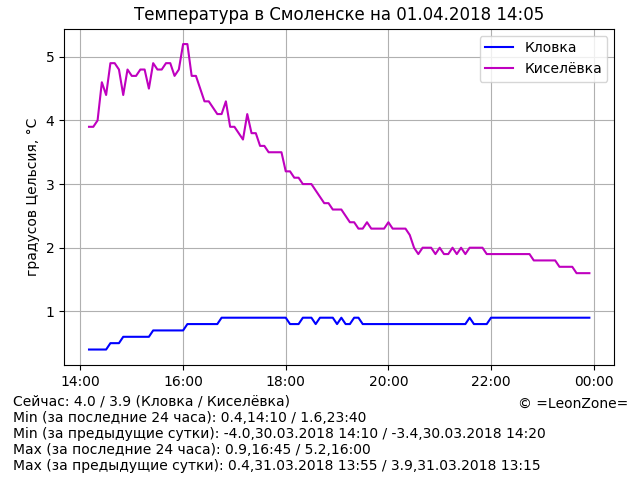 Температура в Смоленске на 01.04.2018 14:05
градусов Цельсия, °C
5
4
3
2
1
Кловка
Киселёвка
14:00 16:00 18:00 20:00 22:00 00:00
Сейчас: 4.0 / 3.9 (Кловка / Киселёвка)
© =LeonZone=
Min (за последние 24 часа): 0.4,14:10 / 1.6,23:40
Min (за предыдущие сутки): -4.0,30.03.2018 14:10 / -3.4,30.03.2018 14:20
Max (за последние 24 часа): 0.9,16:45 / 5.2,16:00
Max (за предыдущие сутки): 0.4,31.03.2018 13:55 / 3.9,31.03.2018 13:15